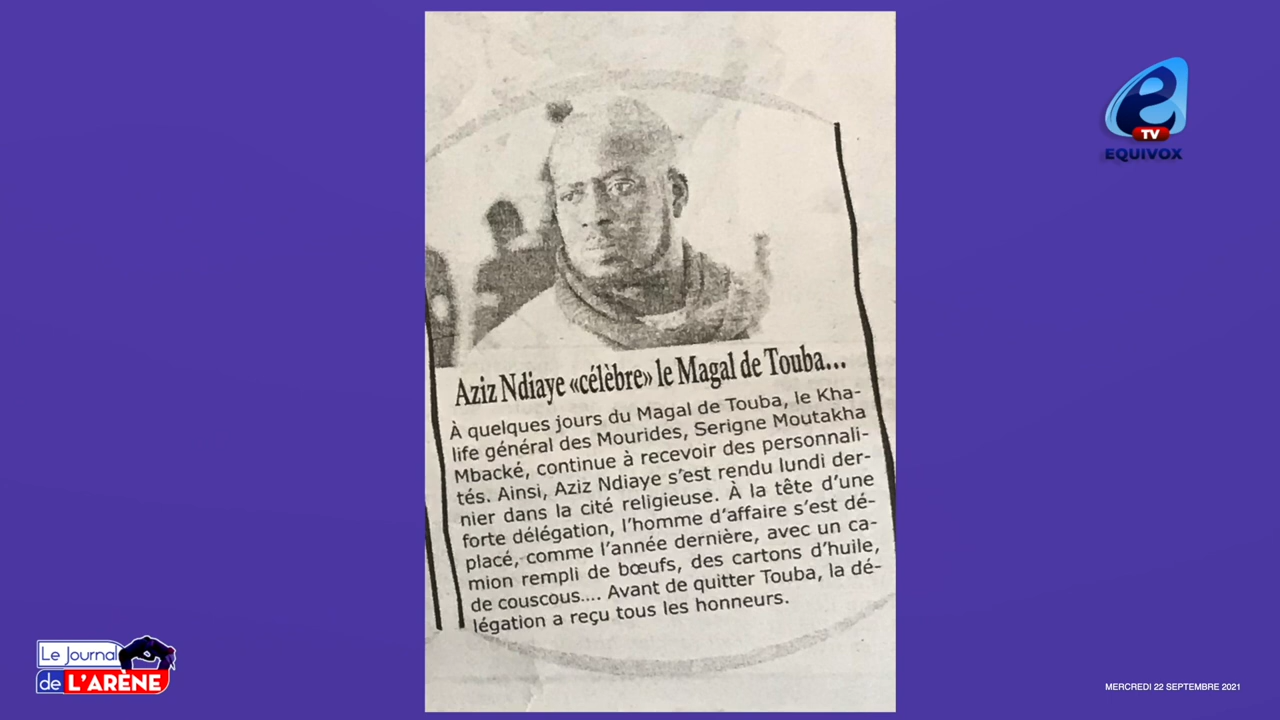 e
TV
EQUIVOX
Aziz Ndiaye «célèbre» le Magal de Touba...
À quelques jours du Magal de Touba, le Kha-
life général des Mourides, Serigne Moutakha
Mbacké, continue à recevoir des personnali-
tés. Ainsi, Aziz Ndiaye s'est rendu lundi der-
nier dans la cité religieuse. À la tête d'une
forte délégation, l'homme d'affaire s'est dé-
placé, comme l'année dernière, avec un ca-
mion rempli de bœufs, des cartons d'huile,
de couscous.... Avant de quitter Touba, la dé-
légation a reçu tous les honneurs.
Le Journal
de L'ARÈNE
MERCREDI 22 SEPTEMBRE 2021